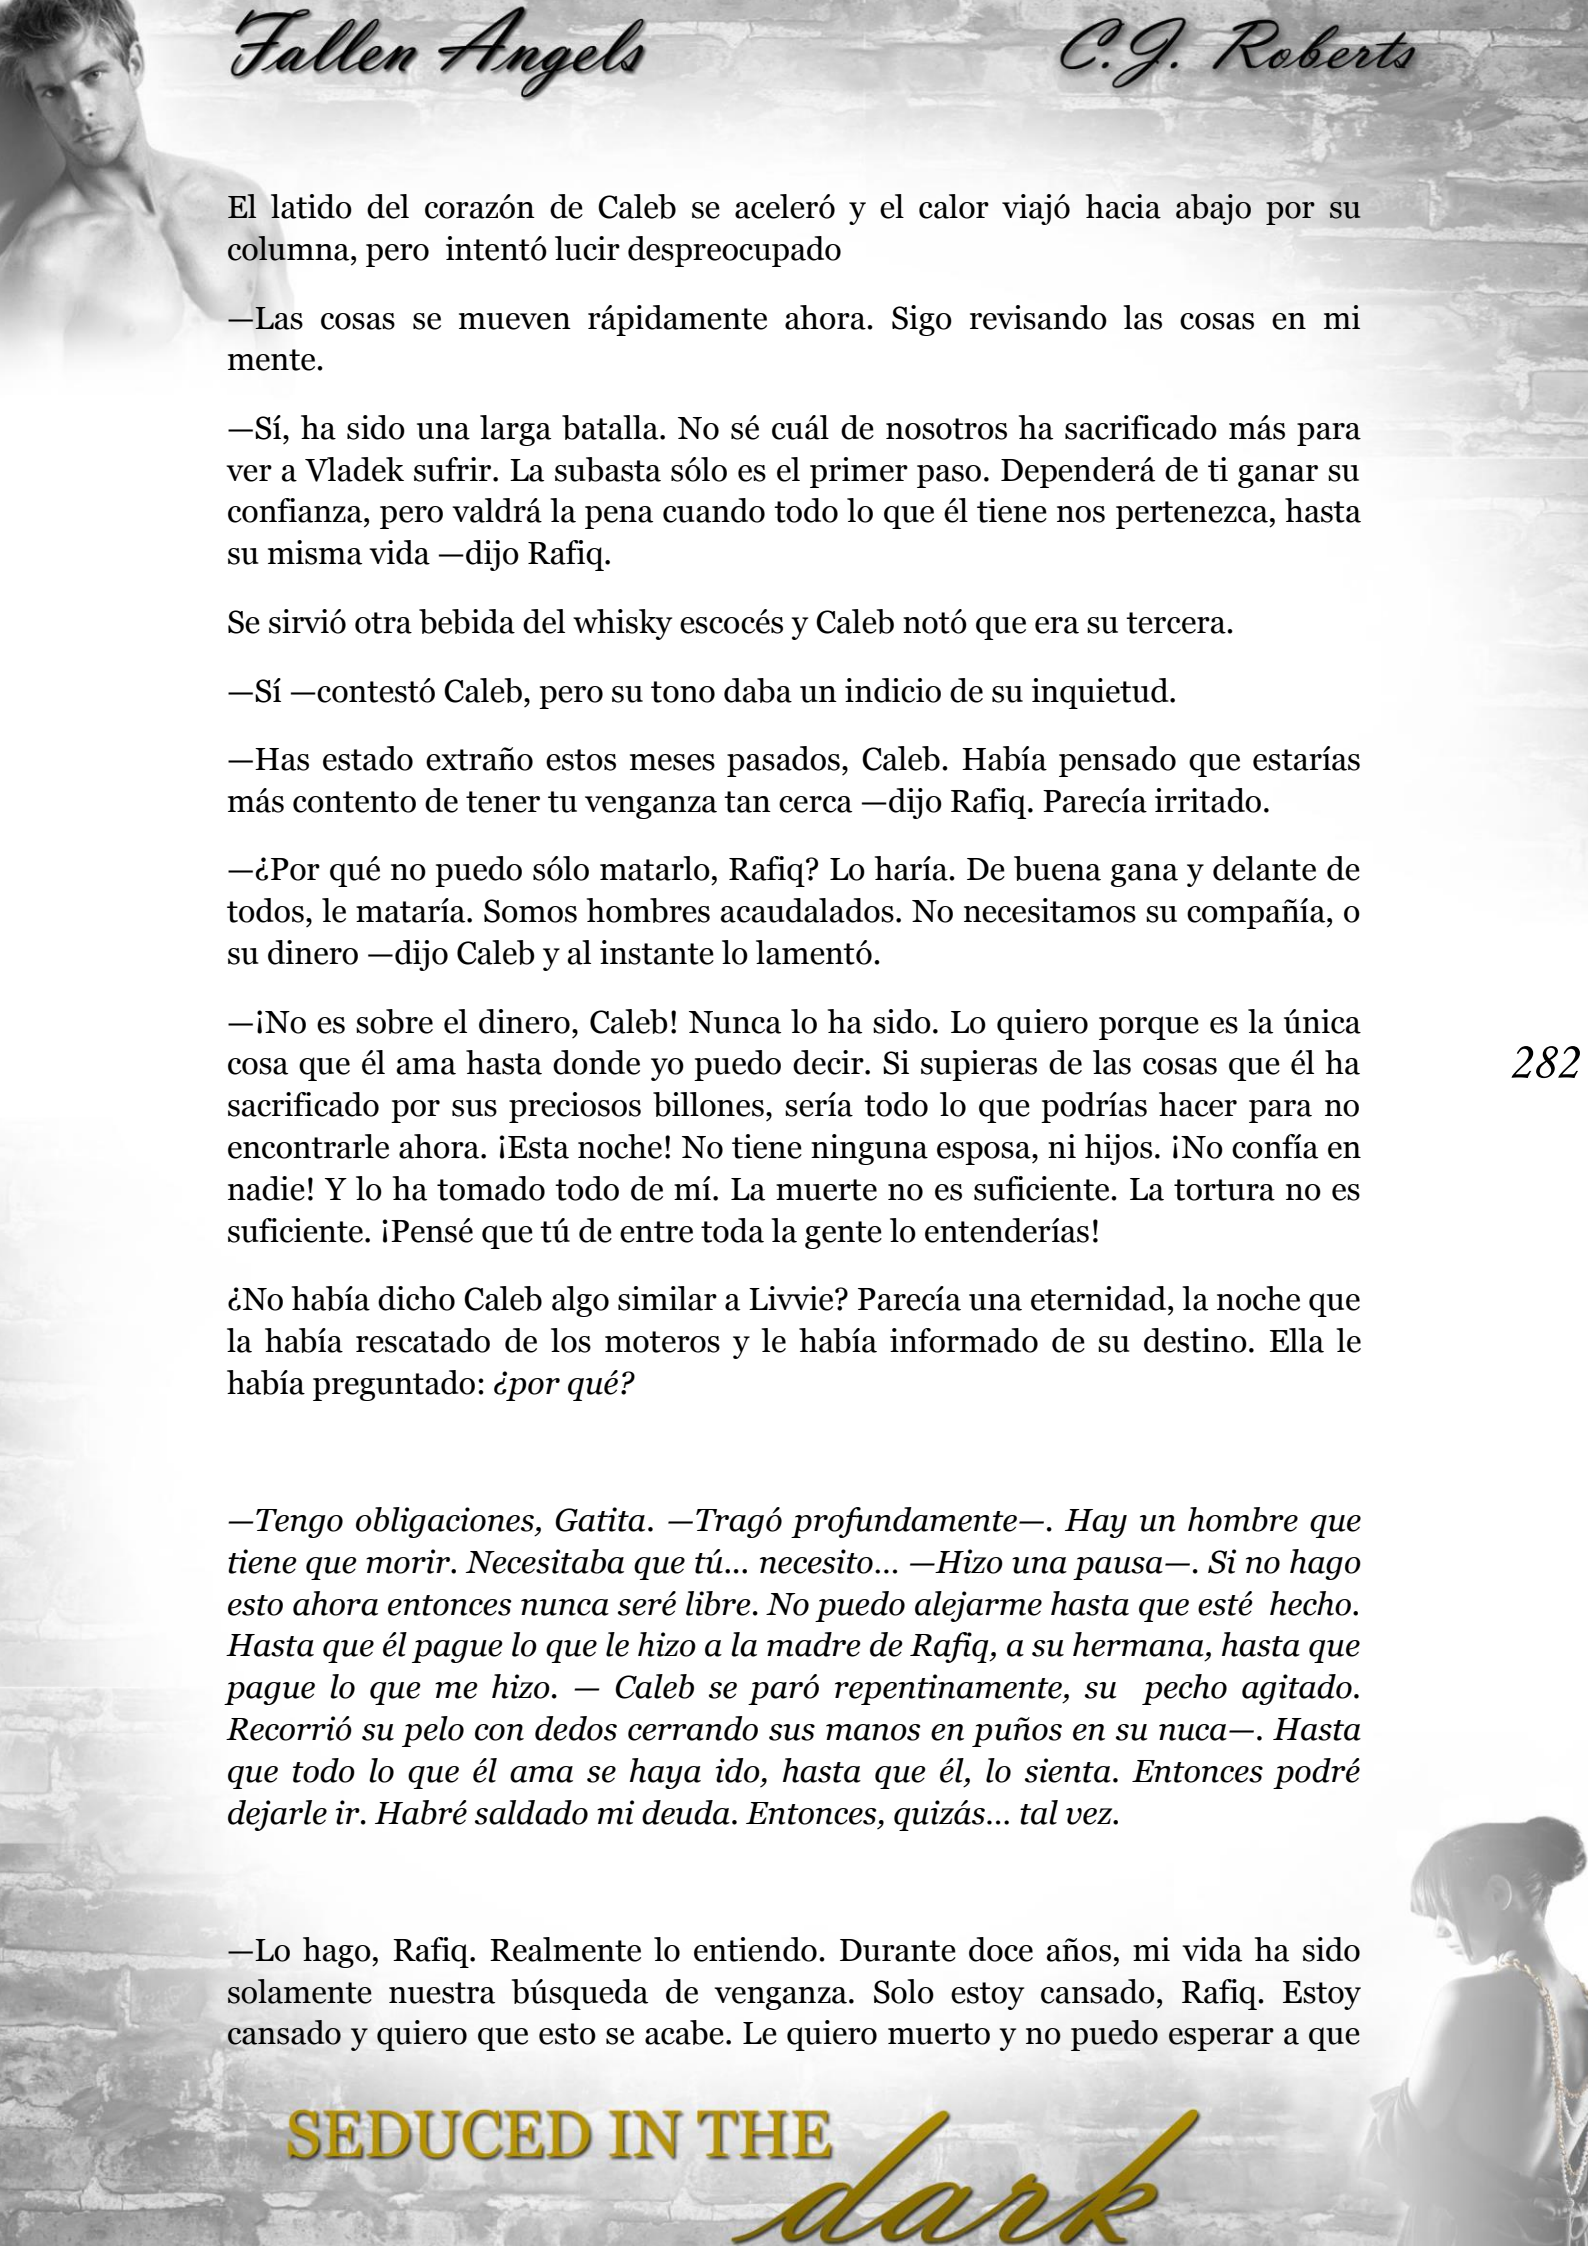 Fallen Angels
C.J. Roberts
El latido del corazón de Caleb se aceleró y el calor viajó hacia abajo por su
columna, pero intentó lucir despreocupado
—Las cosas se mueven rápidamente ahora. Sigo revisando las cosas en mi
mente.
—Sí, ha sido una larga batalla. No sé cuál de nosotros ha sacrificado más para
ver a Vladek sufrir. La subasta sólo es el primer paso. Dependerá de ti ganar su
confianza, pero valdrá la pena cuando todo lo que él tiene nos pertenezca, hasta
su misma vida —dijo Rafiq.
Se sirvió otra bebida del whisky escocés y Caleb notó que era su tercera.
—Sí —contestó Caleb, pero su tono daba un indicio de su inquietud.
—Has estado extraño estos meses pasados, Caleb. Había pensado que estarías
más contento de tener tu venganza tan cerca —dijo Rafiq. Parecía irritado.
—¿Por qué no puedo sólo matarlo, Rafiq? Lo haría. De buena gana y delante de
todos, le mataría. Somos hombres acaudalados. No necesitamos su compañía, o
su dinero —dijo Caleb y al instante lo lamentó.
—¡No es sobre el dinero, Caleb! Nunca lo ha sido. Lo quiero porque es la única
cosa que él ama hasta donde yo puedo decir. Si supieras de las cosas que él ha
sacrificado por sus preciosos billones, sería todo lo que podrías hacer para no
encontrarle ahora. ¡Esta noche! No tiene ninguna esposa, ni hijos. ¡No confía en
nadie! Y lo ha tomado todo de mí. La muerte no es suficiente. La tortura no es
suficiente. ¡Pensé que tú de entre toda la gente lo entenderías!
282
¿No había dicho Caleb algo similar a Livvie? Parecía una eternidad, la noche que
la había rescatado de los moteros y le había informado de su destino. Ella le
había preguntado: ¿por qué?
—Tengo obligaciones, Gatita. —Tragó profundamente—. Hay un hombre que
tiene que morir. Necesitaba que tú... necesito... —Hizo una pausa—. Si no hago
esto ahora entonces nunca seré libre. No puedo alejarme hasta que esté hecho.
Hasta que él pague lo que le hizo a la madre de Rafiq, a su hermana, hasta que
pague lo que me hizo. — Caleb se paró repentinamente, su pecho agitado.
Recorrió su pelo con dedos cerrando sus manos en puños en su nuca—. Hasta
que todo lo que él ama se haya ido, hasta que él, lo sienta. Entonces podré
dejarle ir. Habré saldado mi deuda. Entonces, quizás... tal vez.
—Lo hago, Rafiq. Realmente lo entiendo. Durante doce años, mi vida ha sido
solamente nuestra búsqueda de venganza. Solo estoy cansado, Rafiq. Estoy
cansado y quiero que esto se acabe. Le quiero muerto y no puedo esperar a que
SEDUCED IN THE
dark